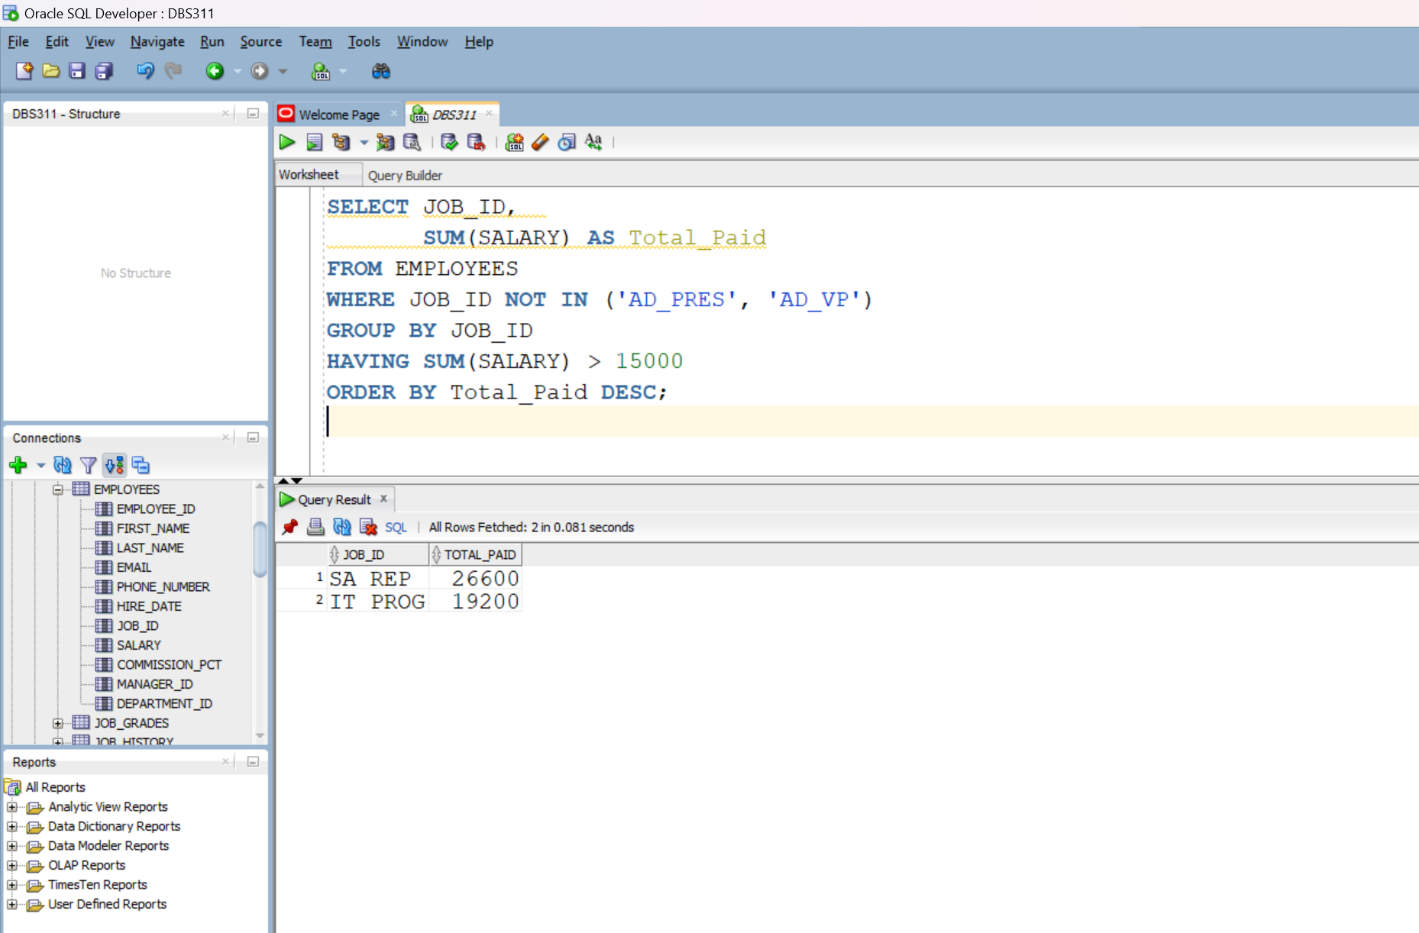 Oracle SQL Developer : DBS311
File Edit View Navigate Run Source Team Tools Window Help
DBS311 - Structure
No Structure
Connections
EMPLOYEES
EMPLOYEE_ID
FIRST_NAME
LAST_NAME
EMAIL
PHONE_NUMBER
HIRE_DATE
JOB_ID
SALARY
COMMISSION_PCT
MANAGER_ID
DEPARTMENT_ID
JOB_GRADES
JOB_HISTORY
Reports
All Reports
Analytic View Reports
Data Dictionary Reports
Data Modeler Reports
OLAP Reports
TimesTen Reports
User Defined Reports
Welcome Page DBS311
Worksheet Query Builder
SELECT JOB_ID,
SUM(SALARY) AS Total_Paid
FROM EMPLOYEES
WHERE JOB_ID NOT IN ('AD_PRES', 'AD_VP')
GROUP BY JOB_ID
HAVING SUM(SALARY) > 15000
ORDER BY Total_Paid DESC;
Query Result
SQL | All Rows Fetched: 2 in 0.081 seconds
JOB_ID TOTAL_PAID
1 SA REP 26600
2 IT PROG 19200